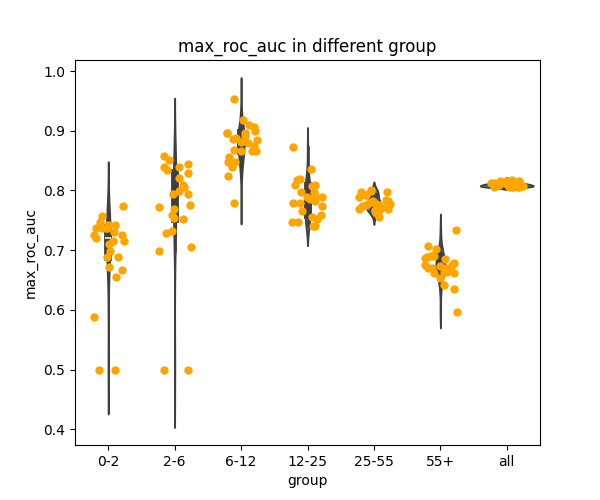 max_roc_auc in different group
1.0
0.9
0.8
0.7
0.6
0.5
0.4
max_roc_auc
0-2 2-6 6-12 12-25 25-55 55+ all
group